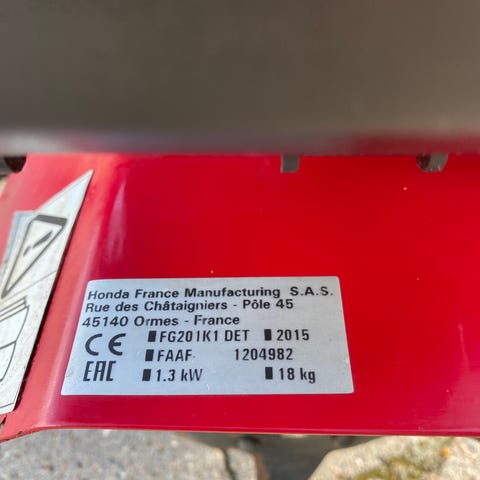 Honda France Manufacturing S.A.S.
Rue des Châtaigniers - Pôle 45
45140 Ormes - France
CE ■ FG201K1 DET ■ 2015
■ FAAF 1204982
EAC ■ 1.3 kW ■ 18 kg